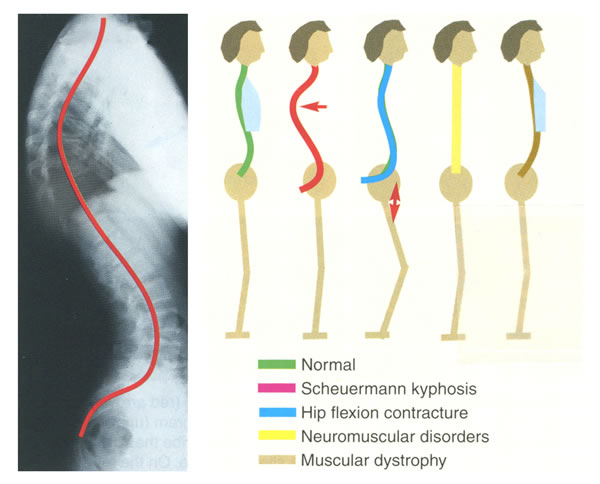 Normal
Scheuermann kyphosis
Hip flexion contracture
Neuromuscular disorders
Muscular dystrophy